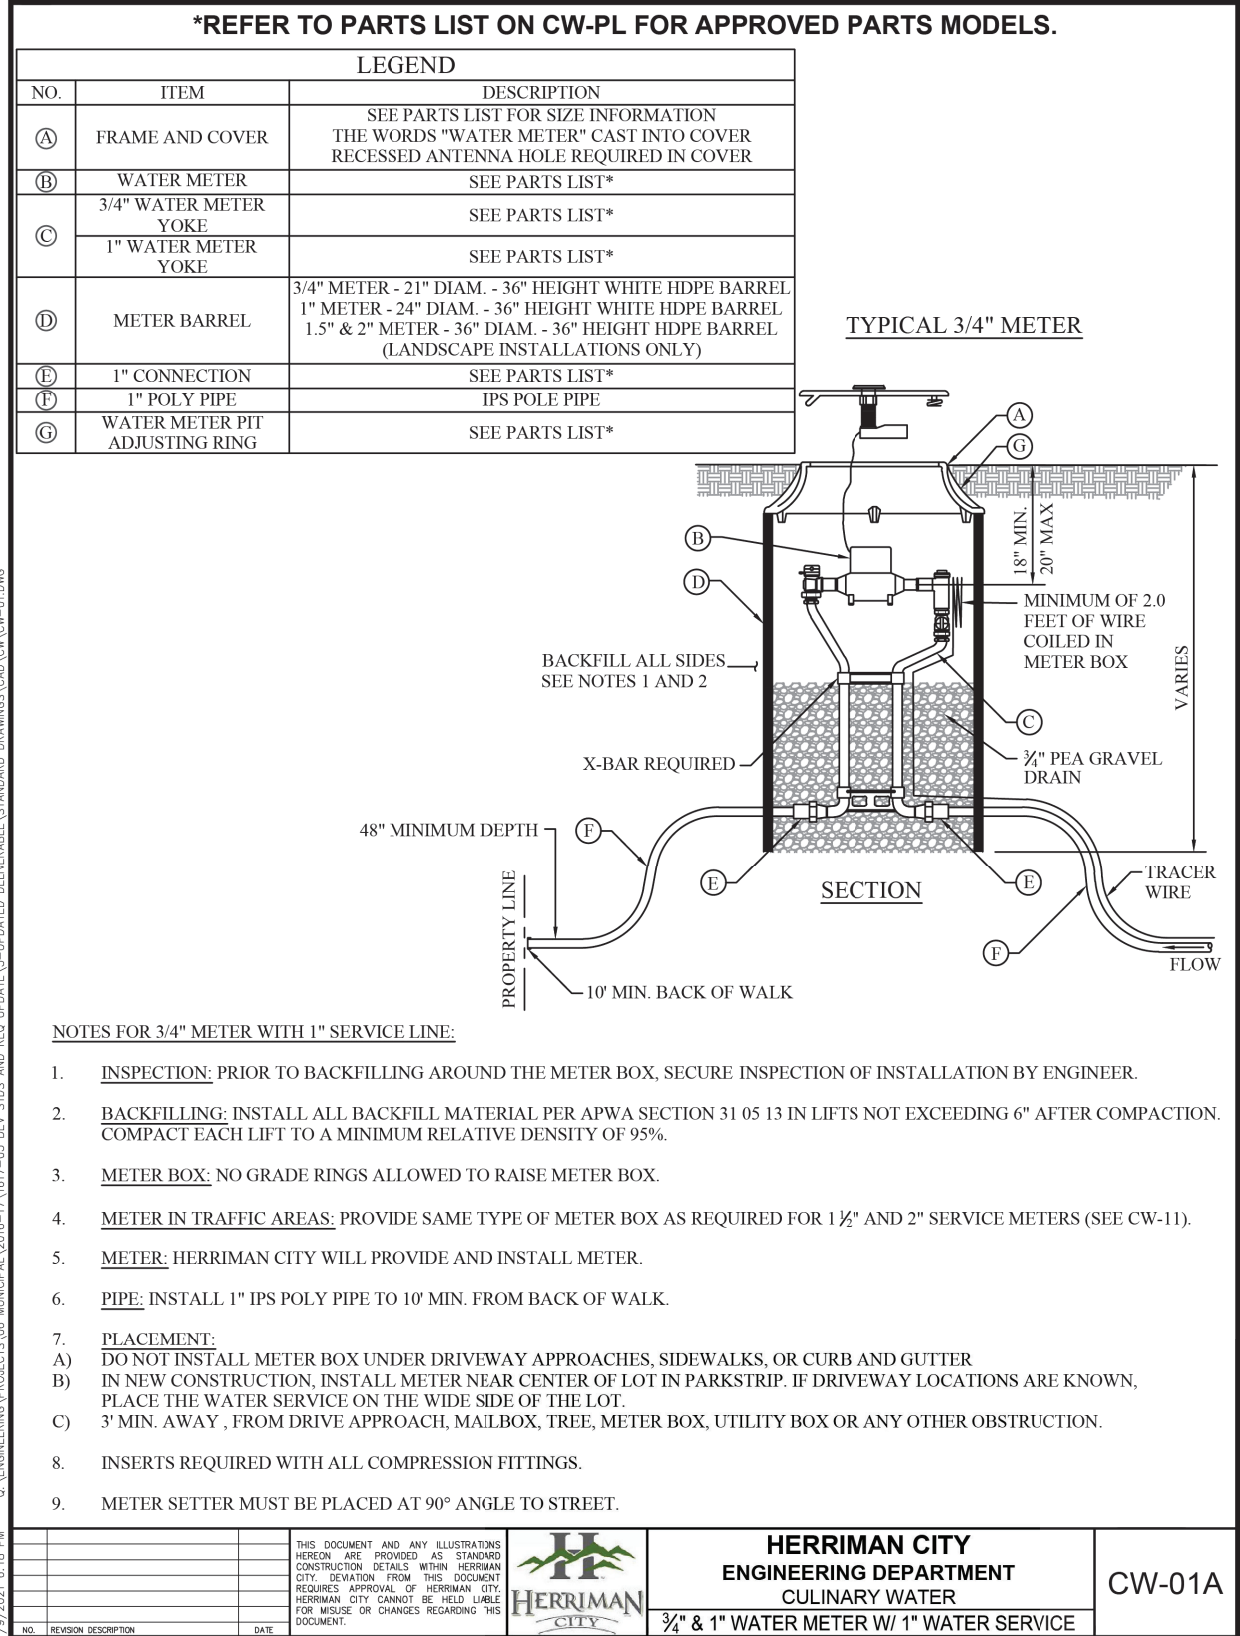 *REFER TO PARTS LIST ON CW-PL FOR APPROVED PARTS MODELS.
LEGEND
NO. ITEM DESCRIPTION
A FRAME AND COVER SEE PARTS LIST FOR SIZE INFORMATION
THE WORDS "WATER METER" CAST INTO COVER
RECESSED ANTENNA HOLE REQUIRED IN COVER
B WATER METER SEE PARTS LIST*
C 3/4" WATER METER
YOKE SEE PARTS LIST*
1" WATER METER
YOKE SEE PARTS LIST*
D METER BARREL 3/4" METER - 21" DIAM. - 36" HEIGHT WHITE HDPE BARREL
1" METER - 24" DIAM. - 36" HEIGHT WHITE HDPE BARREL
1.5" & 2" METER - 36" DIAM. - 36" HEIGHT HDPE BARREL
(LANDSCAPE INSTALLATIONS ONLY)
E 1" CONNECTION SEE PARTS LIST*
F 1" POLY PIPE IPS POLE PIPE
G WATER METER PIT
ADJUSTING RING SEE PARTS LIST*
TYPICAL 3/4" METER
A
G
18" MIN.
20" MAX
B
D
MINIMUM OF 2.0
FEET OF WIRE
COILED IN
METER BOX
VARIES
BACKFILL ALL SIDES
SEE NOTES 1 AND 2
C
X-BAR REQUIRED
¾" PEA GRAVEL
DRAIN
48" MINIMUM DEPTH
F
E
SECTION
E
TRACER
WIRE
PROPERTY LINE
F
FLOW
10' MIN. BACK OF WALK
NOTES FOR 3/4" METER WITH 1" SERVICE LINE:
1. INSPECTION: PRIOR TO BACKFILLING AROUND THE METER BOX, SECURE INSPECTION OF INSTALLATION BY ENGINEER.
2. BACKFILLING: INSTALL ALL BACKFILL MATERIAL PER APWA SECTION 31 05 13 IN LIFTS NOT EXCEEDING 6" AFTER COMPACTION.
COMPACT EACH LIFT TO A MINIMUM RELATIVE DENSITY OF 95%.
3. METER BOX: NO GRADE RINGS ALLOWED TO RAISE METER BOX.
4. METER IN TRAFFIC AREAS: PROVIDE SAME TYPE OF METER BOX AS REQUIRED FOR 1 ½" AND 2" SERVICE METERS (SEE CW-11).
5. METER: HERRIMAN CITY WILL PROVIDE AND INSTALL METER.
6. PIPE: INSTALL 1" IPS POLY PIPE TO 10' MIN. FROM BACK OF WALK.
7. PLACEMENT:
A) DO NOT INSTALL METER BOX UNDER DRIVEWAY APPROACHES, SIDEWALKS, OR CURB AND GUTTER
B) IN NEW CONSTRUCTION, INSTALL METER NEAR CENTER OF LOT IN PARKSTRIP. IF DRIVEWAY LOCATIONS ARE KNOWN,
PLACE THE WATER SERVICE ON THE WIDE SIDE OF THE LOT.
C) 3' MIN. AWAY , FROM DRIVE APPROACH, MAILBOX, TREE, METER BOX, UTILITY BOX OR ANY OTHER OBSTRUCTION.
8. INSERTS REQUIRED WITH ALL COMPRESSION FITTINGS.
9. METER SETTER MUST BE PLACED AT 90° ANGLE TO STREET.
NO. REVISION DESCRIPTION DATE
THIS DOCUMENT AND ANY ILLUSTRATIONS
HEREON ARE PROVIDED AS STANDARD
CONSTRUCTION DETAILS WITHIN HERRIMAN
CITY. DEVIATION FROM THIS DOCUMENT
REQUIRES APPROVAL OF HERRIMAN CITY.
HERRIMAN CITY CANNOT BE HELD LIABLE
FOR MISUSE OR CHANGES REGARDING THIS
DOCUMENT.
HERRIMAN
CITY
HERRIMAN CITY
ENGINEERING DEPARTMENT
CULINARY WATER
¾" & 1" WATER METER W/ 1" WATER SERVICE
CW-01A